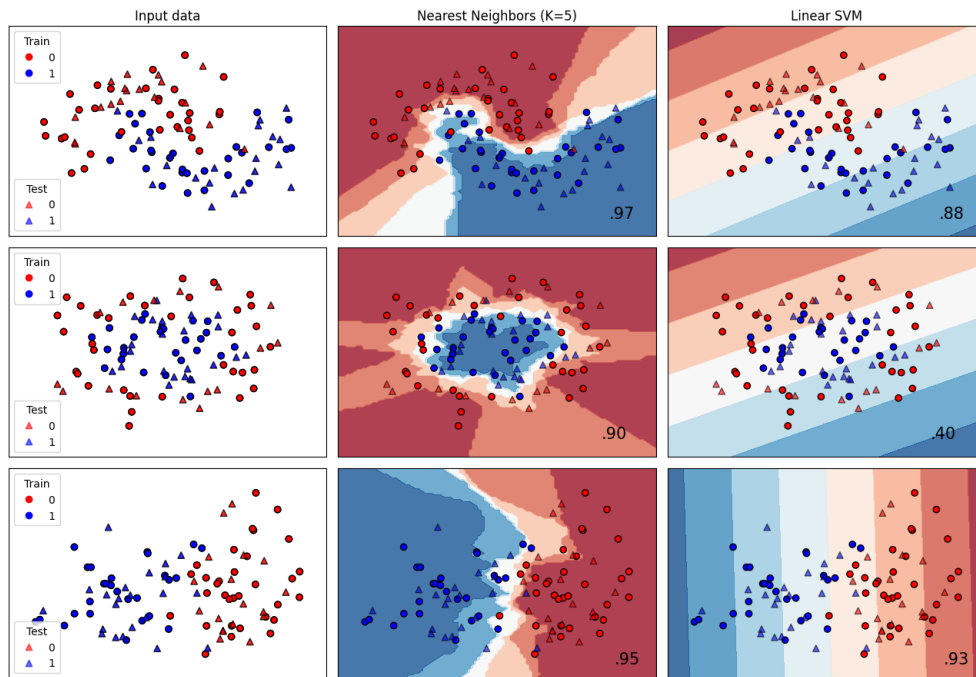 Input data
Nearest Neighbors (K=5)
Linear SVM
Train
0
1
Test
0
1
.97
.88
Train
0
1
Test
0
1
.90
.40
Train
0
1
Test
0
1
.95
.93